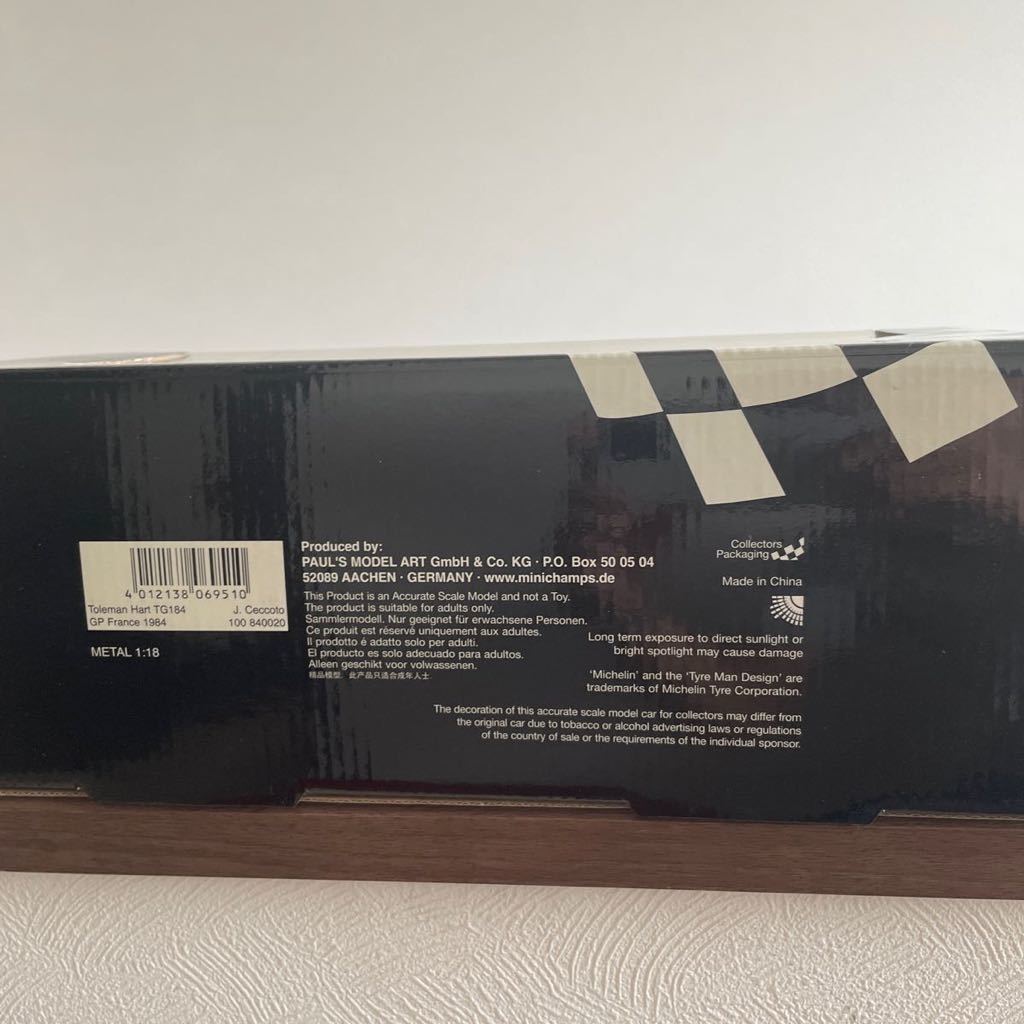 4 012138 069510
Toleman Hart TG184 J. Ceccoto
GP France 1984 100 840020
METAL 1:18
Produced by:
PAUL'S MODEL ART GmbH & Co. KG · P.O. Box 50 05 04
52089 AACHEN · GERMANY · www.minichamps.de
This Product is an Accurate Scale Model and not a Toy.
The product is suitable for adults only.
Sammlermodell. Nur geeignet für erwachsene Personen.
Ce produit est réservé uniquement aux adultes.
Il prodotto é adatto solo per adulti.
El producto es solo adecuado para adultos.
Alleen geschikt voor volwassenen.
精品模型. 此产品只适合成年人士.
Collectors
Packaging
Made in China
Long term exposure to direct sunlight or
bright spotlight may cause damage
'Michelin' and the 'Tyre Man Design' are
trademarks of Michelin Tyre Corporation.
The decoration of this accurate scale model car for collectors may differ from
the original car due to tobacco or alcohol advertising laws or regulations
of the country of sale or the requirements of the individual sponsor.